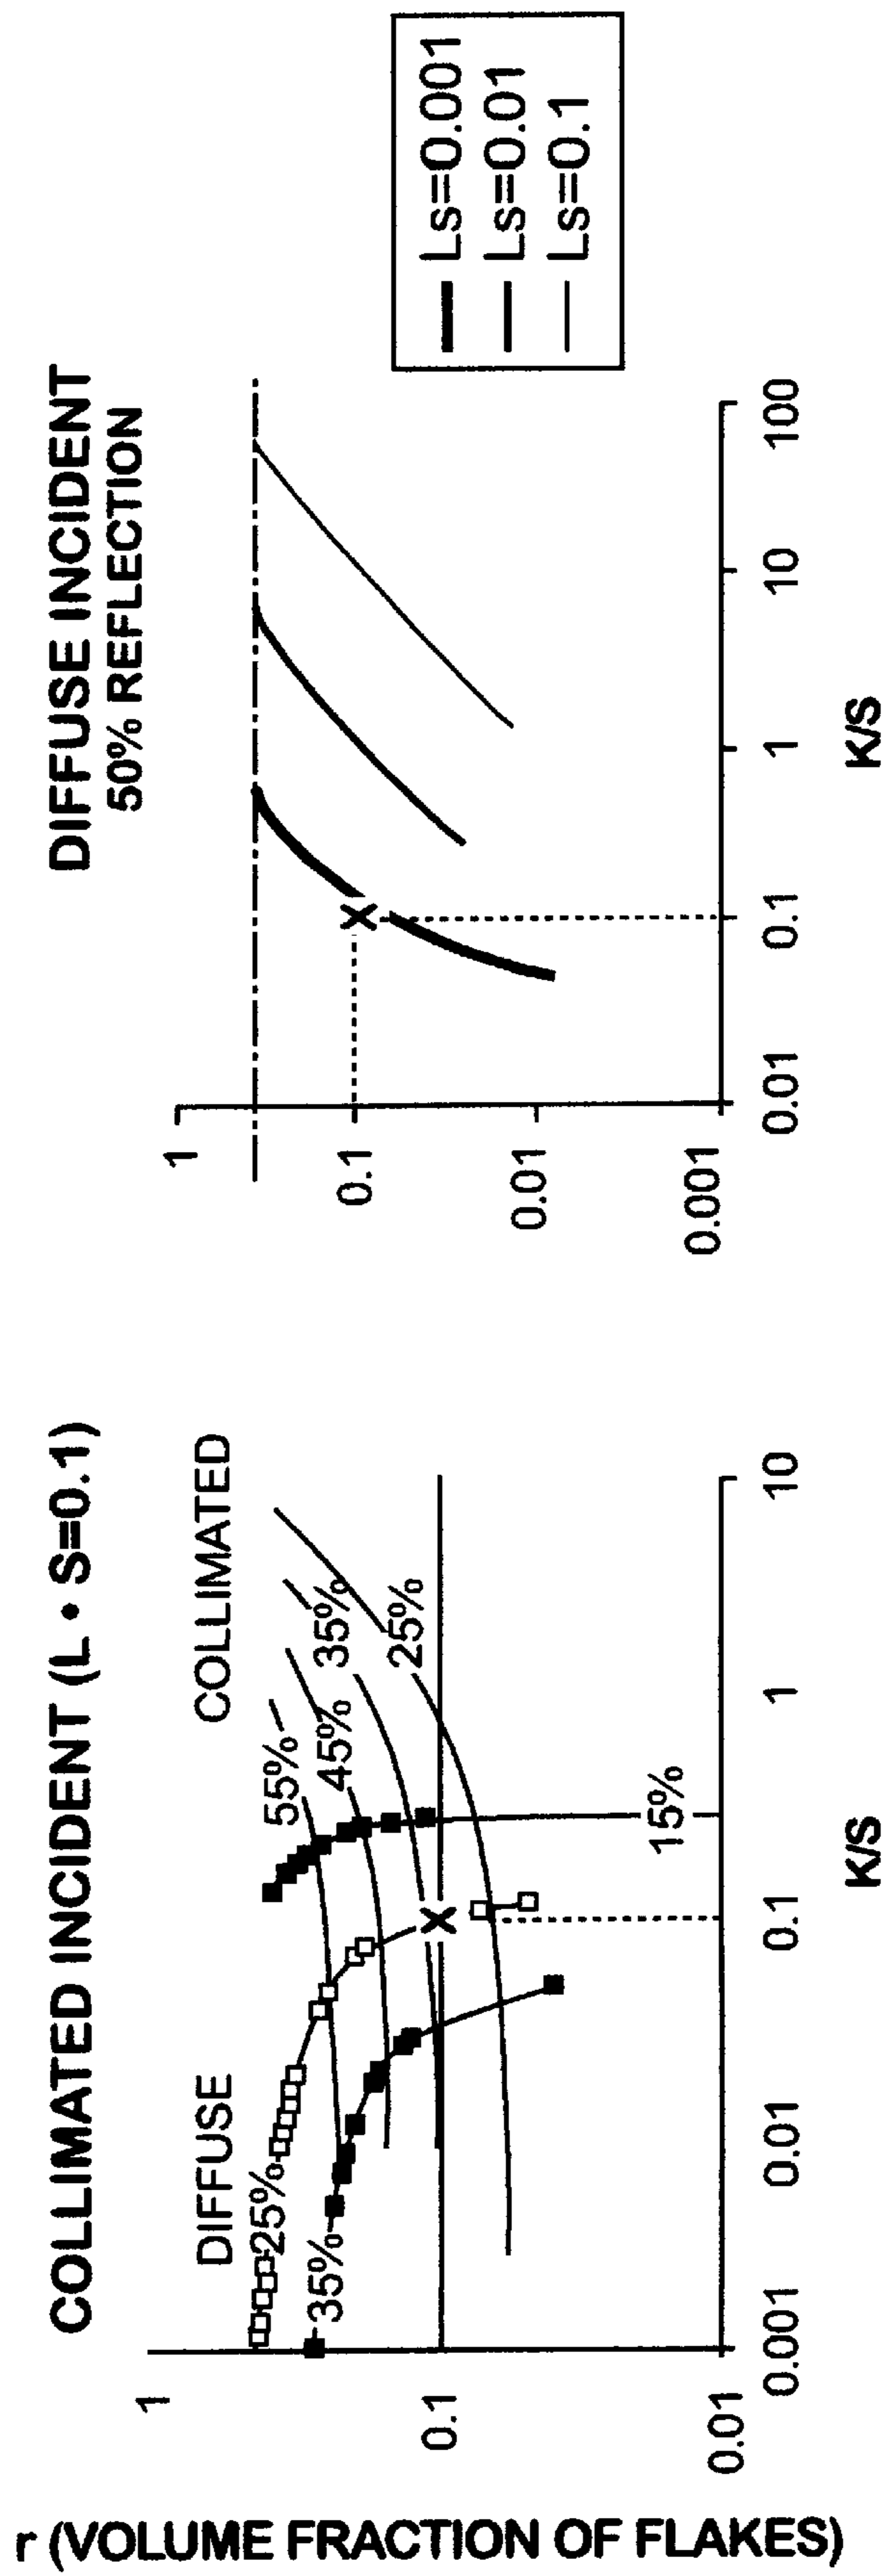 COLLIMATED INCIDENT (L • S=0.1)
DIFFUSE
COLLIMATED
25%
35%
55%
45%
35%
25%
15%
1
0.1
0.01
0.001
0.01
0.1
1
10
K/S
r (VOLUME FRACTION OF FLAKES)
DIFFUSE INCIDENT
50% REFLECTION
1
0.1
0.01
0.001
0.01
0.1
1
10
100
K/S
Ls=0.001
Ls=0.01
Ls=0.1